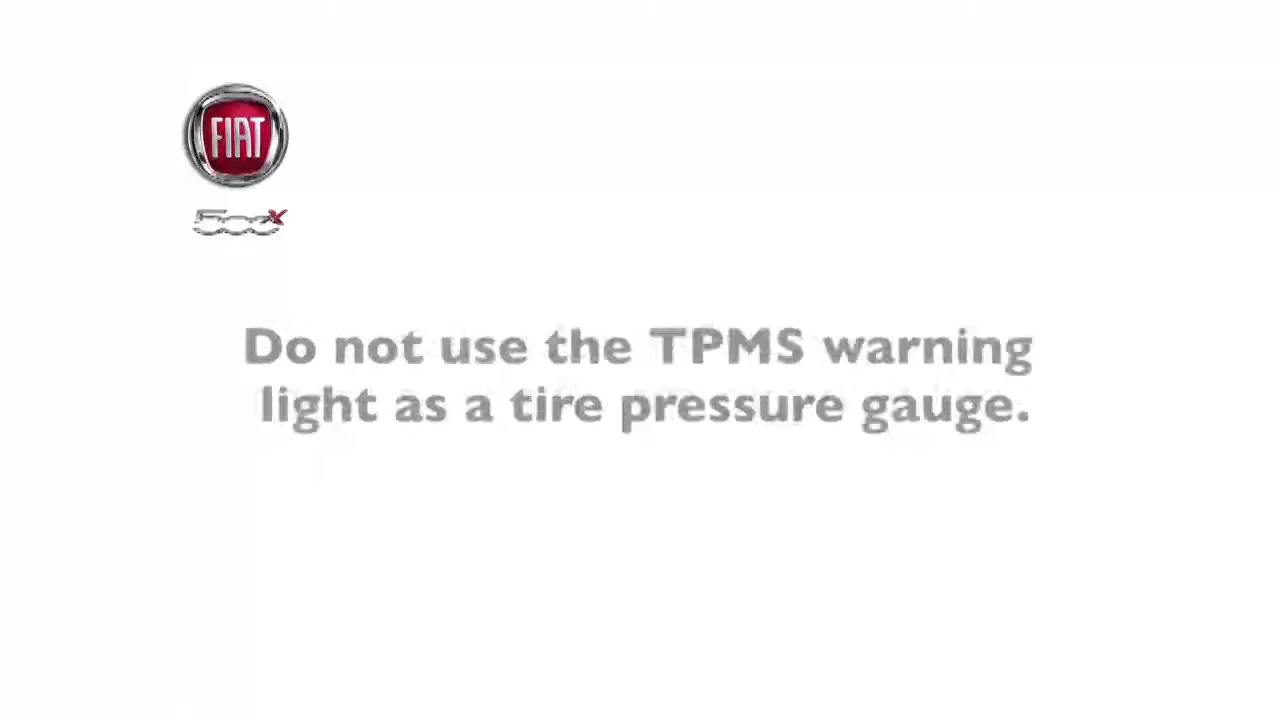 FIAT
500X
Do not use the TPMS warning
light as a tire pressure gauge.